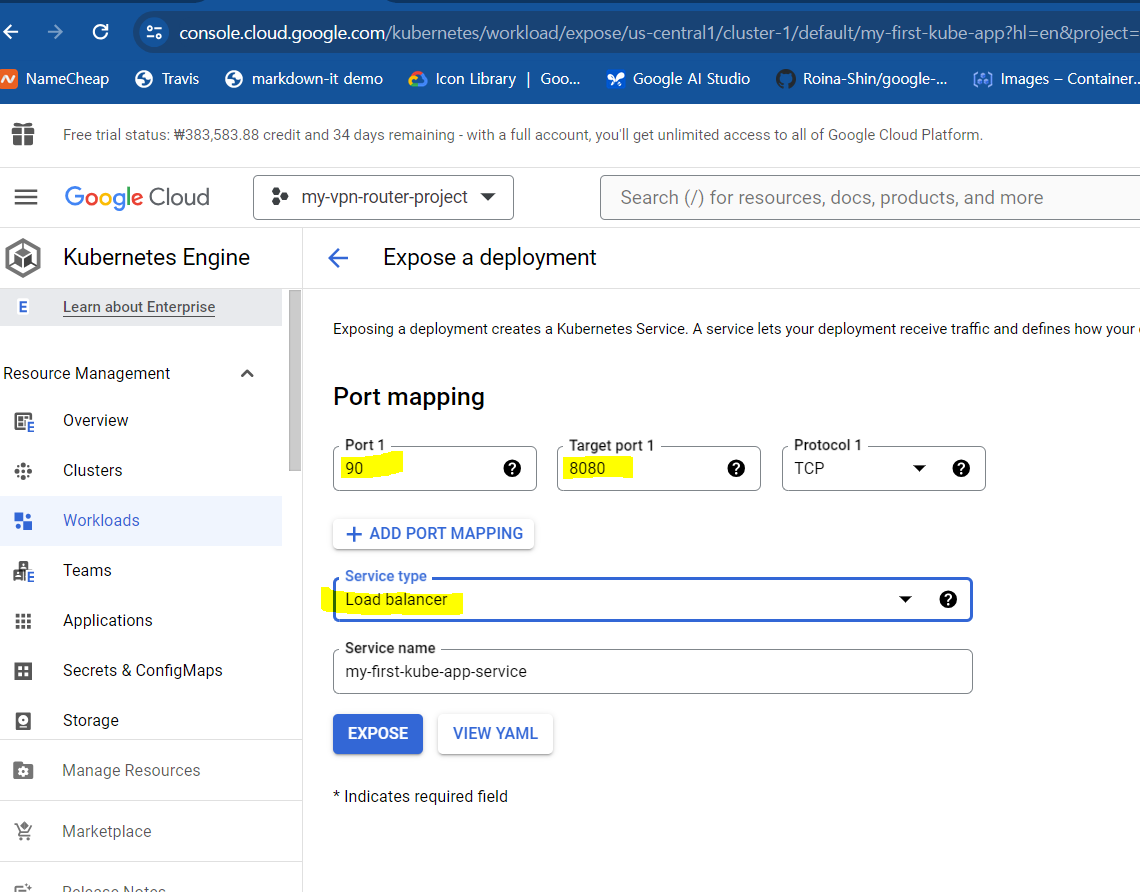 console.cloud.google.com/kubernetes/workload/expose/us-central1/cluster-1/default/my-first-kube-app?hl=en&project=
NameCheap Travis markdown-it demo Icon Library | Goo... Google AI Studio Roina-Shin/google-... Images – Container...
Free trial status: ₩383,583.88 credit and 34 days remaining - with a full account, you'll get unlimited access to all of Google Cloud Platform.
Google Cloud my-vpn-router-project Search (/) for resources, docs, products, and more
Kubernetes Engine
E Learn about Enterprise
Resource Management
Overview
Clusters
Workloads
Teams
Applications
Secrets & ConfigMaps
Storage
Manage Resources
Marketplace
Release Notes
Expose a deployment
Exposing a deployment creates a Kubernetes Service. A service lets your deployment receive traffic and defines how your
Port mapping
Port 1 Target port 1 Protocol 1
90 8080 TCP
+ ADD PORT MAPPING
Service type
Load balancer
Service name
my-first-kube-app-service
EXPOSE VIEW YAML
* Indicates required field